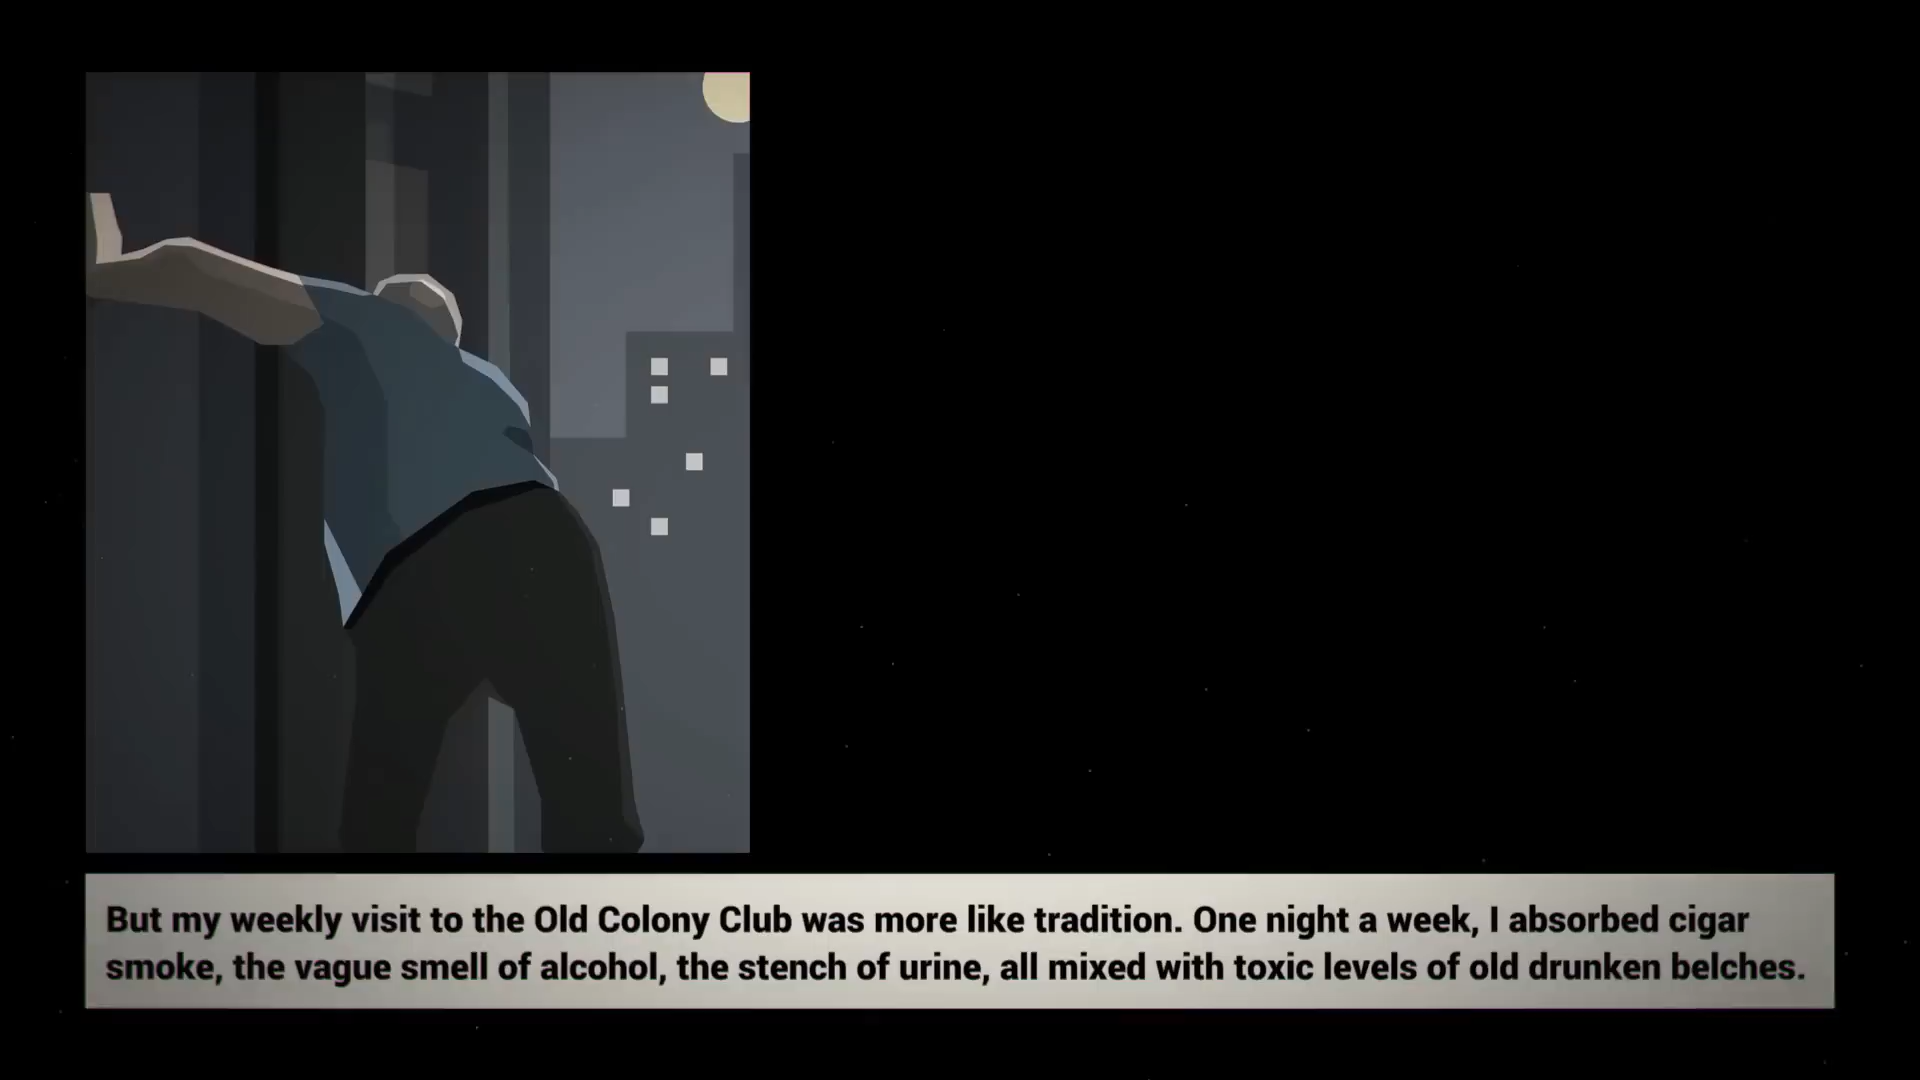 But my weekly visit to the Old Colony Club was more like tradition. One night a week, I absorbed cigar
smoke, the vague smell of alcohol, the stench of urine, all mixed with toxic levels of old drunken belches.